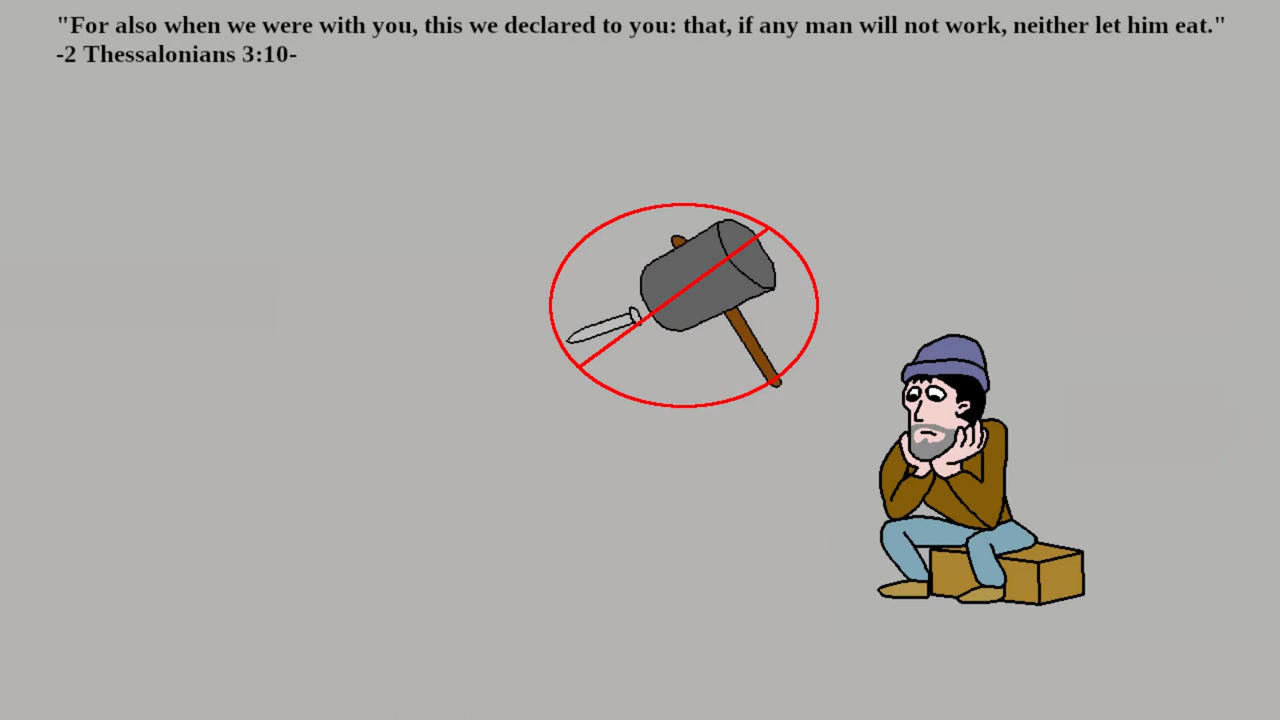 "For also when we were with you, this we declared to you: that, if any man will not work, neither let him eat."
-2 Thessalonians 3:10-